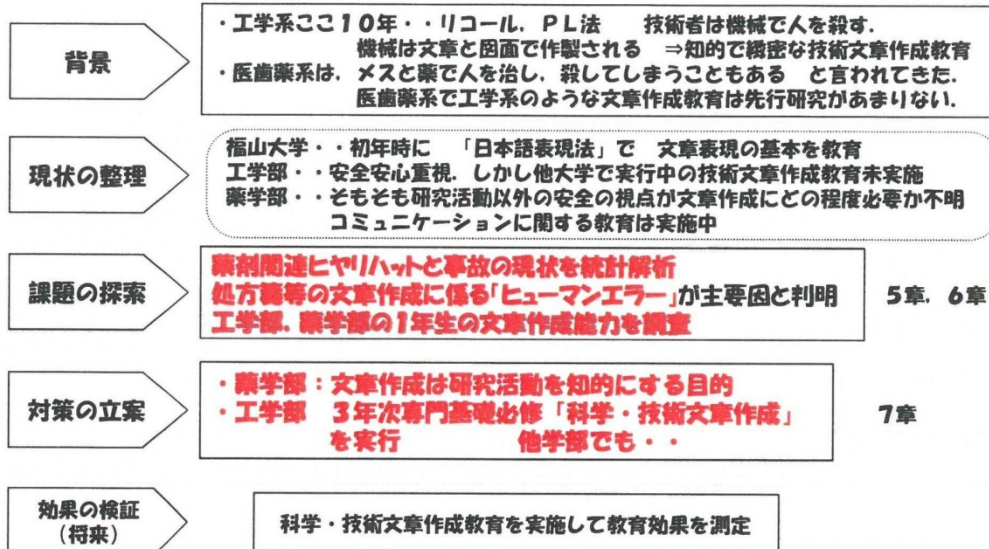 背景
・工学系ここ10年・・リコール，PL法　技術者は機械で人を殺す．
機械は文章と図面で作製される　⇒知的で緻密な技術文章作成教育
・医歯薬系は，メスと薬で人を治し，殺してしまうこともある　と言われてきた．
医歯薬系で工学系のような文章作成教育は先行研究があまりない．
現状の整理
福山大学・・初年時に　「日本語表現法」で　文章表現の基本を教育
工学部・・安全安心重視．しかし他大学で実行中の技術文章作成教育未実施
薬学部・・そもそも研究活動以外の安全の視点が文章作成にどの程度必要か不明
コミュニケーションに関する教育は実施中
課題の探索
薬剤関連ヒヤリハットと事故の現状を統計解析
処方箋等の文章作成に係る「ヒューマンエラー」が主要因と判明　5章，6章
工学部，薬学部の1年生の文章作成能力を調査
対策の立案
・薬学部：文章作成は研究活動を知的にする目的
・工学部　3年次専門基礎必修「科学・技術文章作成」
を実行　他学部でも・・
7章
効果の検証
（将来）
科学・技術文章作成教育を実施して教育効果を測定